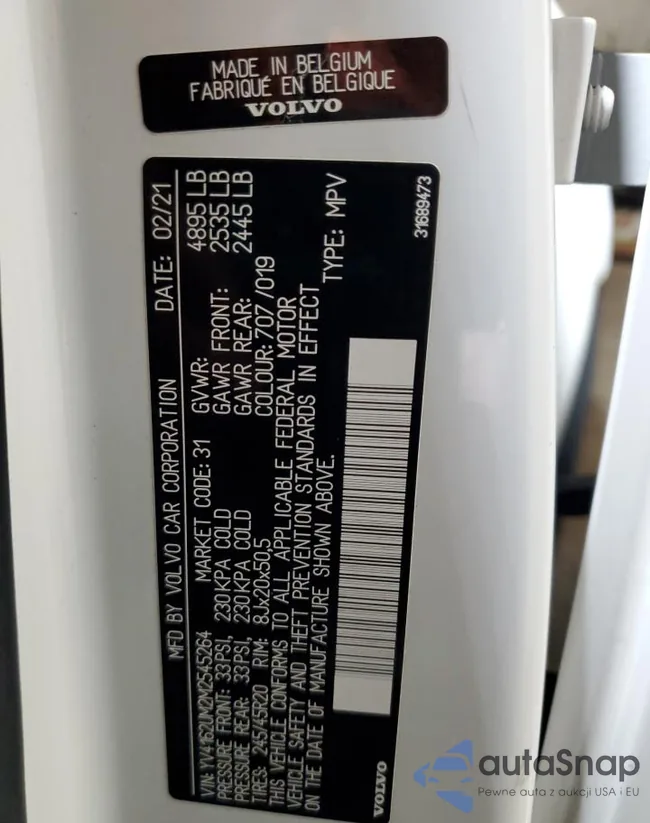 MADE IN BELGIUM
FABRIQUÉ EN BELGIQUE
VOLVO
MFD BY VOLVO CAR CORPORATION DATE: 02/21
VIN: YV4162UM2M2545264 MARKET CODE: 31 GVWR: 4895 LB
PRESSURE FRONT: 33PSI, 230KPA COLD GAWR FRONT: 2535 LB
PRESSURE REAR: 33PSI, 230KPA COLD GAWR REAR: 2445 LB
TIRES: 245/45R20 RIM: 8Jx20x50,5 COLOUR: 707/019
THIS VEHICLE CONFORMS TO ALL APPLICABLE FEDERAL MOTOR
VEHICLE SAFETY AND THEFT PREVENTION STANDARDS IN EFFECT
ON THE DATE OF MANUFACTURE SHOWN ABOVE. TYPE: MPV
VOLVO
31689473
autaSnap
Pewne auta z aukcji USA i EU